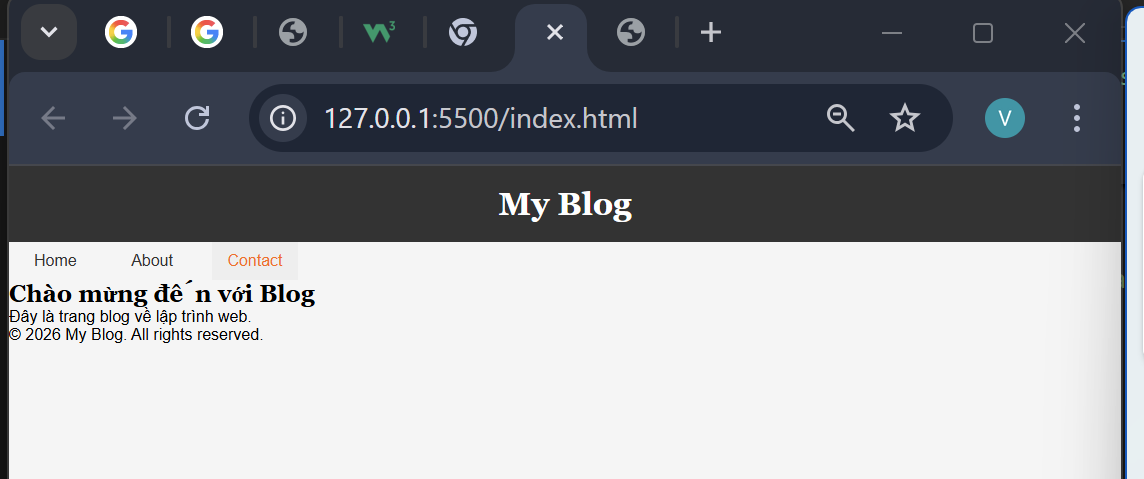 127.0.0.1:5500/index.html
V
My Blog
Home About Contact
Chào mừng đến với Blog
Đây là trang blog về lập trình web.
© 2026 My Blog. All rights reserved.